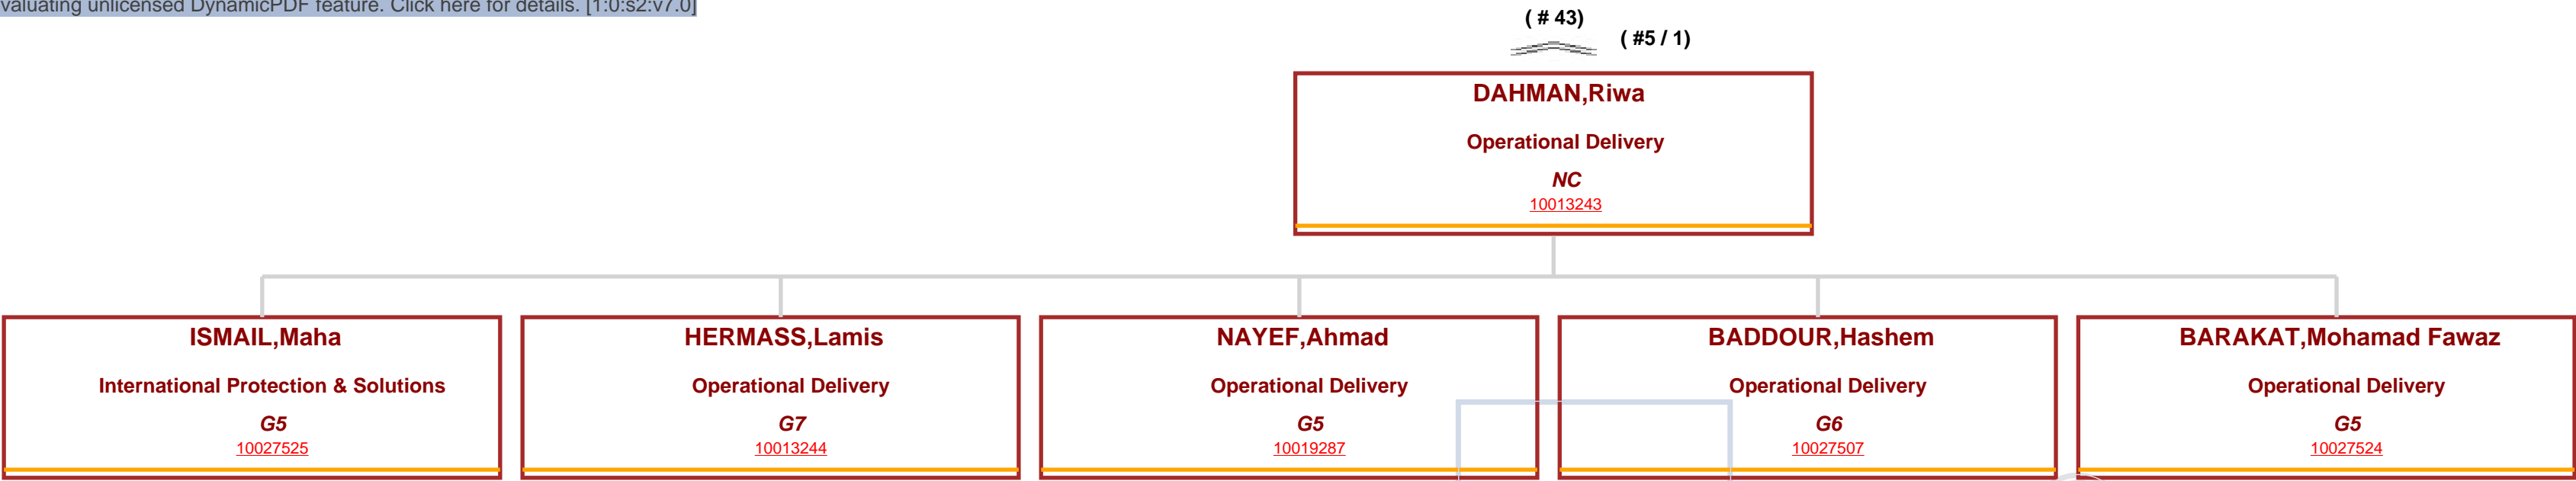 valuating unlicensed DynamicPDF feature. Click here for details. [1:0:s2:v7.0]
( # 43)
( #5 / 1)
DAHMAN,Riwa
Operational Delivery
NC
10013243
ISMAIL,Maha
International Protection & Solutions
G5
10027525
HERMASS,Lamis
Operational Delivery
G7
10013244
NAYEF,Ahmad
Operational Delivery
G5
10019287
BADDOUR,Hashem
Operational Delivery
G6
10027507
BARAKAT,Mohamad Fawaz
Operational Delivery
G5
10027524